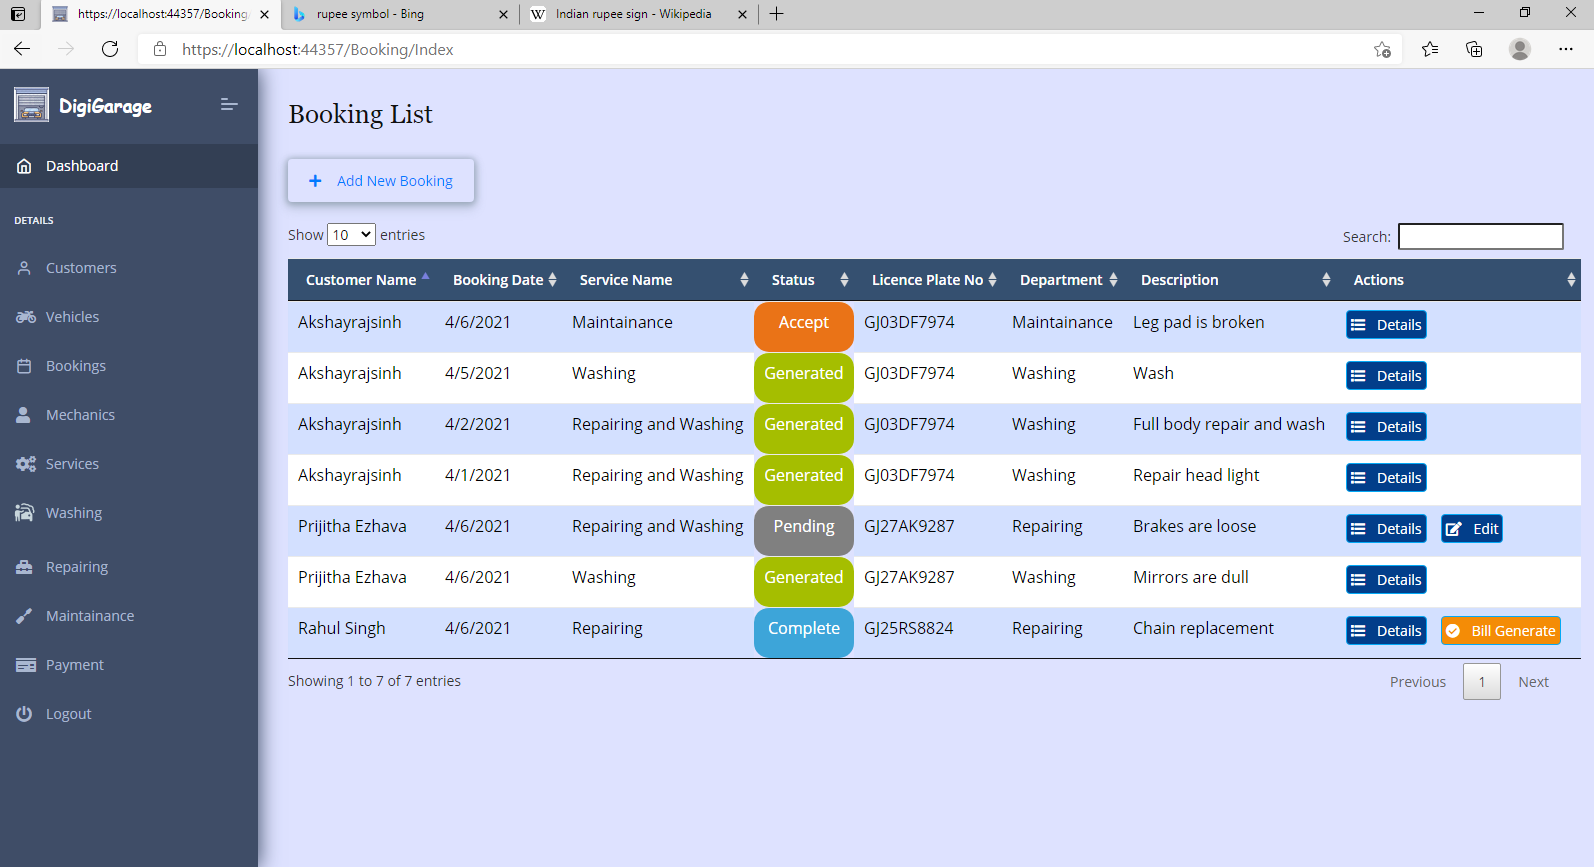 https://localhost:44357/Booking
rupee symbol - Bing
Indian rupee sign - Wikipedia
https://localhost:44357/Booking/Index
DigiGarage
Dashboard
DETAILS
Customers
Vehicles
Bookings
Mechanics
Services
Washing
Repairing
Maintainance
Payment
Logout
Booking List
Add New Booking
Show 10 entries
Search:
Customer Name Booking Date Service Name Status Licence Plate No Department Description Actions
Akshayrajsinh 4/6/2021 Maintainance Accept GJ03DF7974 Maintainance Leg pad is broken Details
Akshayrajsinh 4/5/2021 Washing Generated GJ03DF7974 Washing Wash Details
Akshayrajsinh 4/2/2021 Repairing and Washing Generated GJ03DF7974 Washing Full body repair and wash Details
Akshayrajsinh 4/1/2021 Repairing and Washing Generated GJ03DF7974 Washing Repair head light Details
Prijitha Ezhava 4/6/2021 Repairing and Washing Pending GJ27AK9287 Repairing Brakes are loose Details Edit
Prijitha Ezhava 4/6/2021 Washing Generated GJ27AK9287 Washing Mirrors are dull Details
Rahul Singh 4/6/2021 Repairing Complete GJ25RS8824 Repairing Chain replacement Details Bill Generate
Showing 1 to 7 of 7 entries
Previous 1 Next